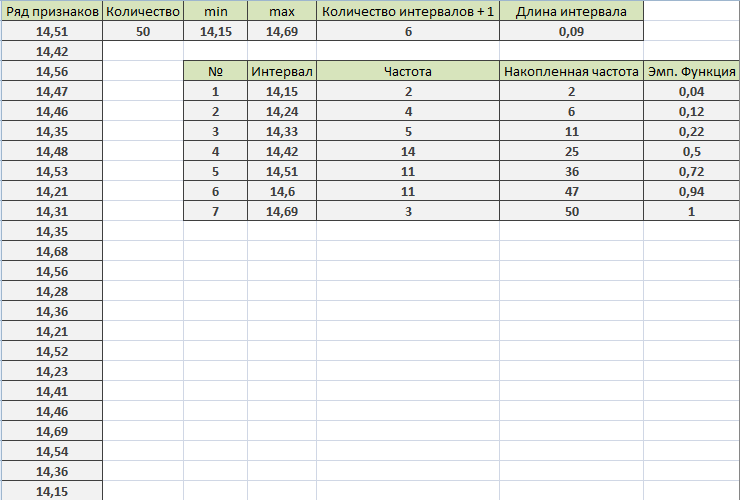 Ряд признаков Количество min max Количество интервалов + 1 Длина интервала
14,51 50 14,15 14,69 6 0,09
14,42
14,56 № Интервал Частота Накопленная частота Эмп. Функция
14,47 1 14,15 2 2 0,04
14,46 2 14,24 4 6 0,12
14,35 3 14,33 5 11 0,22
14,48 4 14,42 14 25 0,5
14,53 5 14,51 11 36 0,72
14,21 6 14,6 11 47 0,94
14,31 7 14,69 3 50 1
14,35
14,68
14,56
14,28
14,36
14,21
14,52
14,23
14,41
14,46
14,69
14,54
14,36
14,15